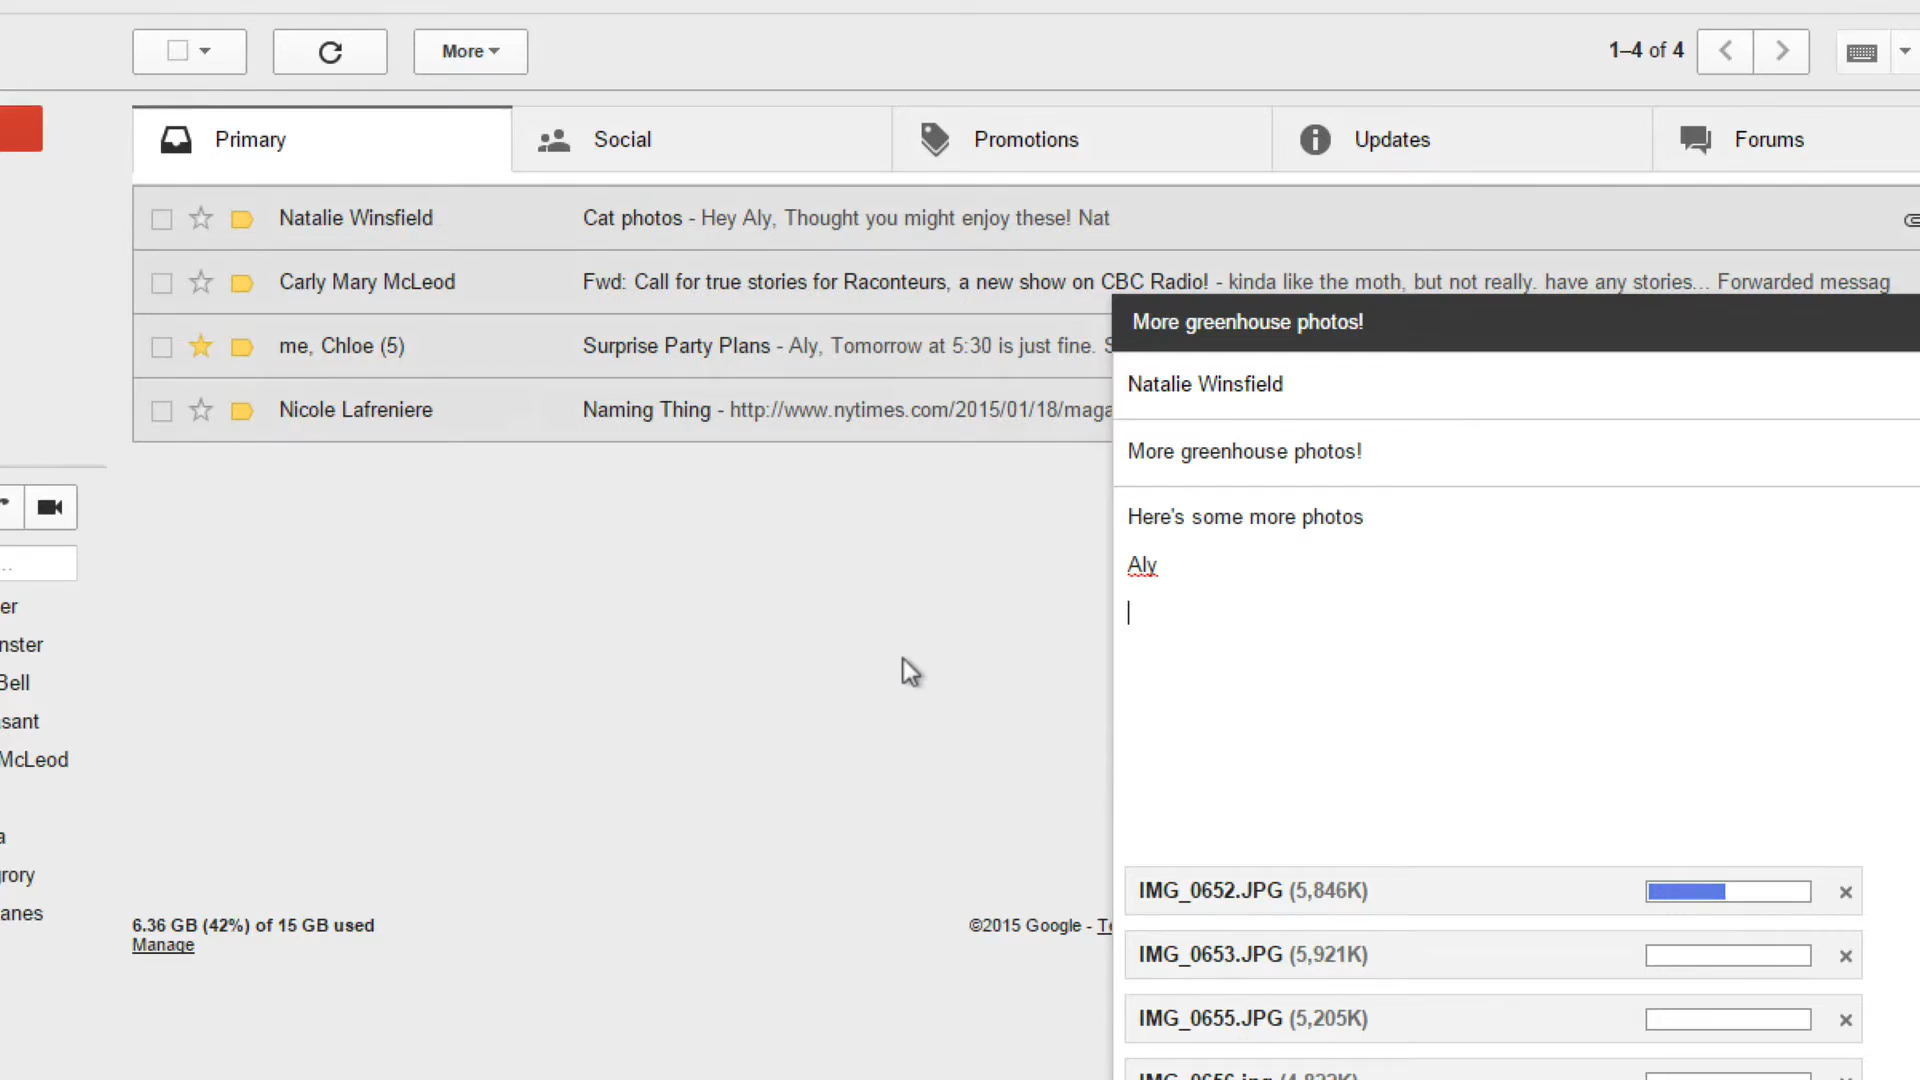 More
1–4 of 4
Primary
Social
Promotions
Updates
Forums
Natalie Winsfield
Cat photos - Hey Aly, Thought you might enjoy these! Nat
Carly Mary McLeod
Fwd: Call for true stories for Raconteurs, a new show on CBC Radio! - kinda like the moth, but not really. have any stories... Forwarded messag
me, Chloe (5)
Surprise Party Plans - Aly, Tomorrow at 5:30 is just fine. S
Nicole Lafreniere
Naming Thing - http://www.nytimes.com/2015/01/18/maga
More greenhouse photos!
Natalie Winsfield
More greenhouse photos!
Here's some more photos
Aly
..
er
nster
Bell
sant
McLeod
a
rory
anes
6.36 GB (42%) of 15 GB used
Manage
©2015 Google - Te
IMG_0652.JPG (5,846K)
IMG_0653.JPG (5,921K)
IMG_0655.JPG (5,205K)